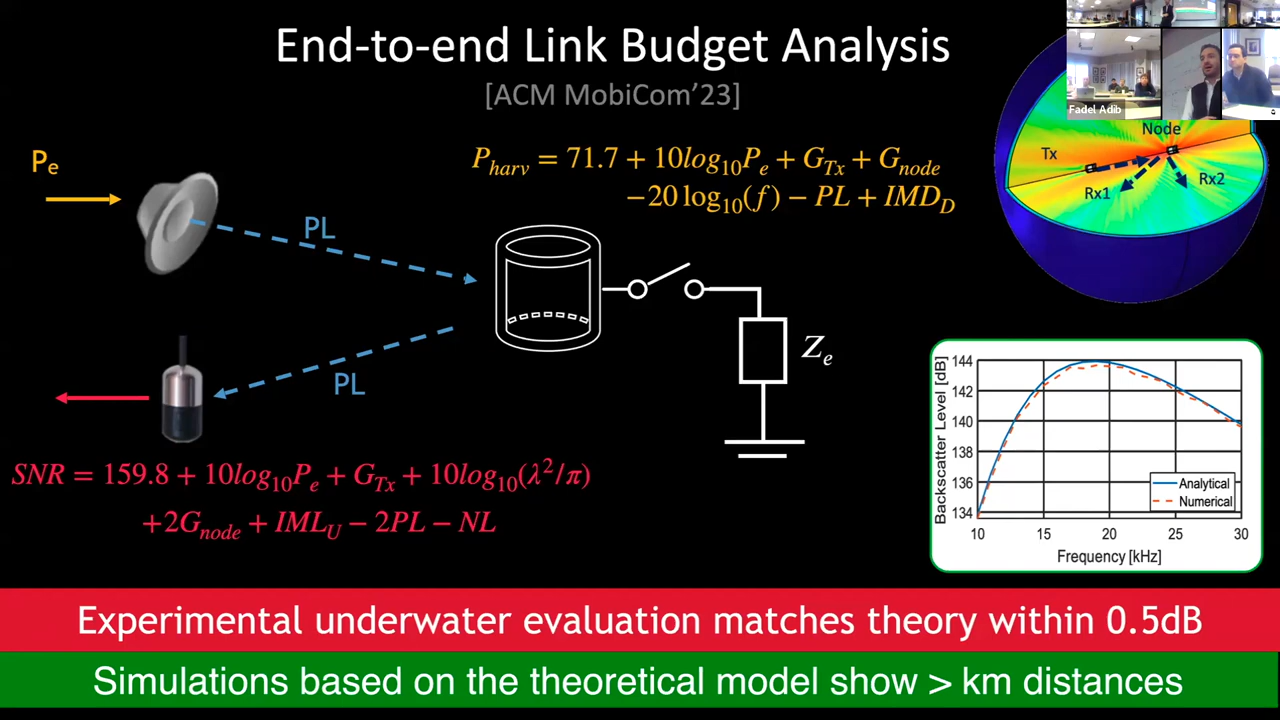 End-to-end Link Budget Analysis
[ACM MobiCom'23]
Fadel Adib
Node
Tx
Rx1
Rx2
Pe
P_harv = 71.7 + 10log₁₀P_e + G_Tx + G_node
−20 log₁₀(f) − PL + IMD_D
PL
PL
Z_e
SNR = 159.8 + 10log₁₀P_e + G_Tx + 10log₁₀(λ²/π)
+2G_node + IML_U − 2PL − NL
Backscatter Level [dB]
144
142
140
138
136
134
10 15 20 25 30
Frequency [kHz]
Analytical
Numerical
Experimental underwater evaluation matches theory within 0.5dB
Simulations based on the theoretical model show > km distances